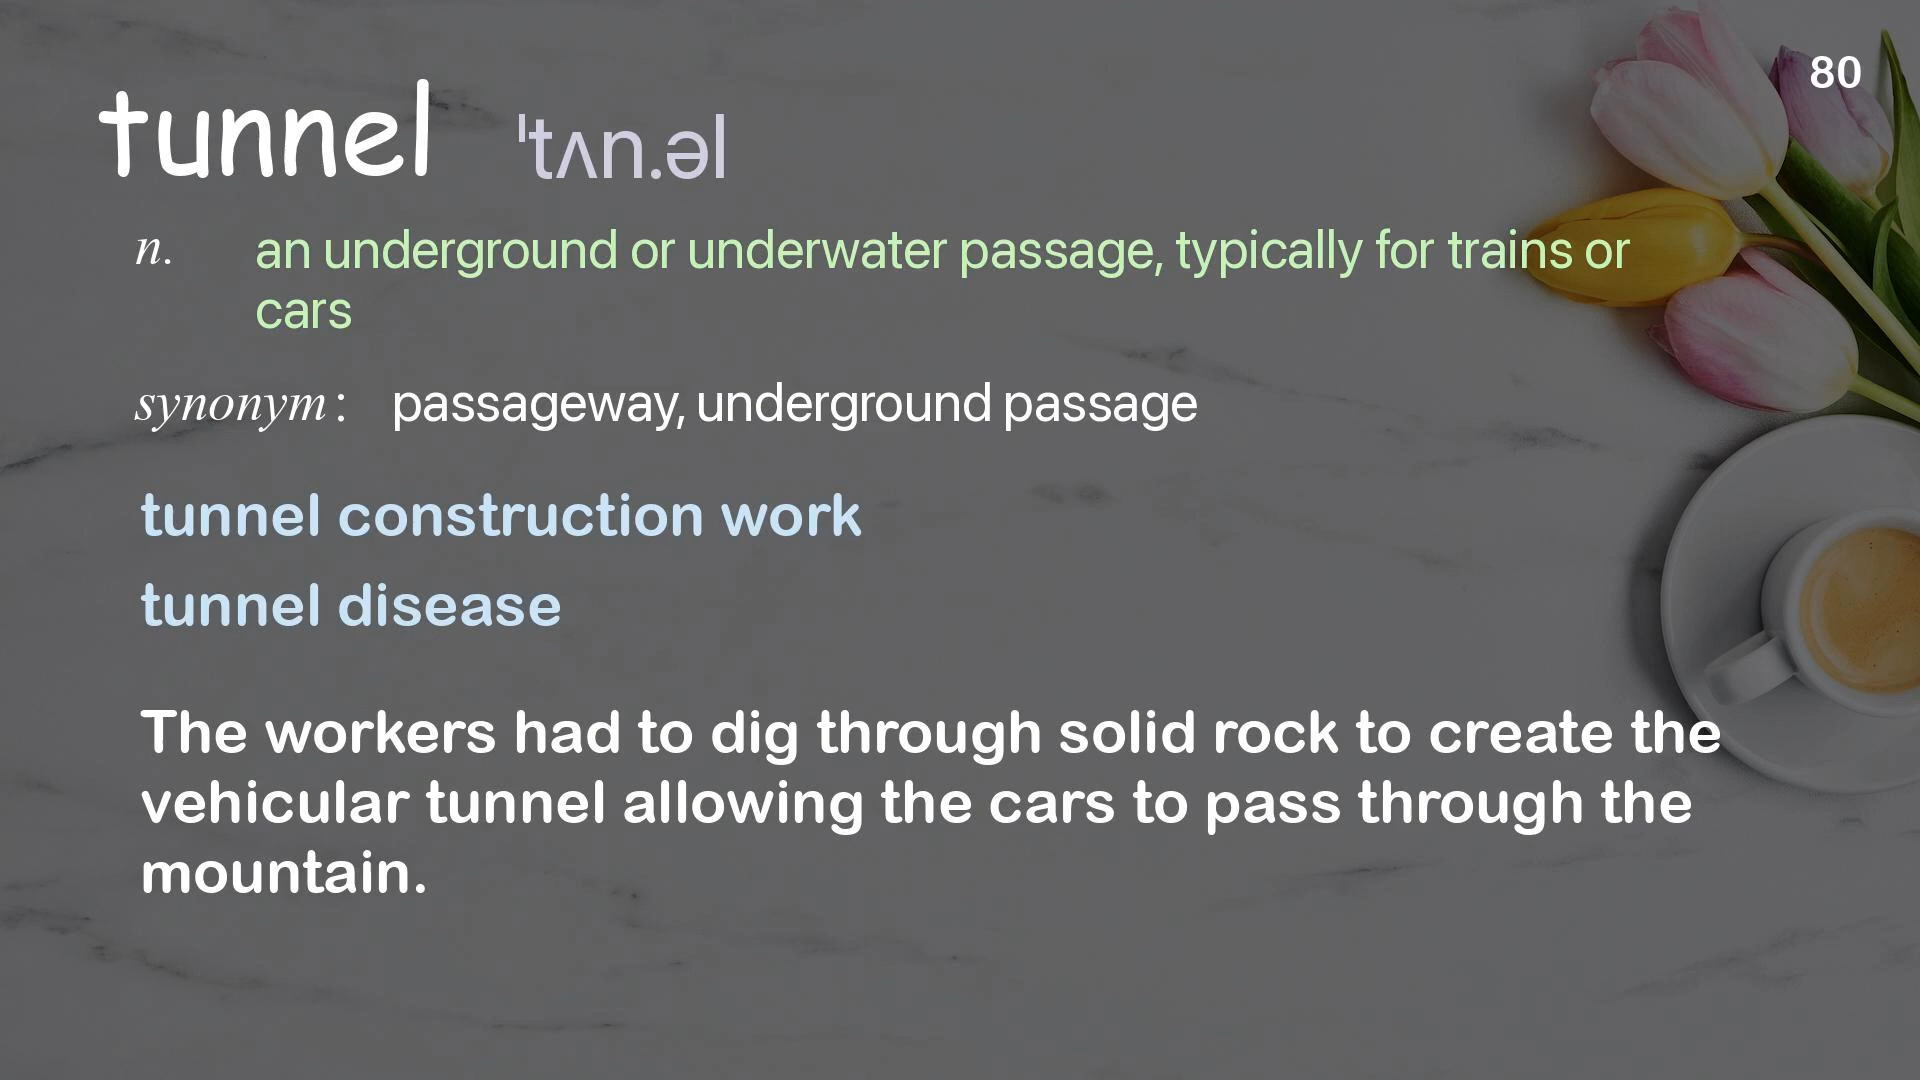 80
tunnel ˈtʌn.əl
n. an underground or underwater passage, typically for trains or
cars
synonym: passageway, underground passage
tunnel construction work
tunnel disease
The workers had to dig through solid rock to create the
vehicular tunnel allowing the cars to pass through the
mountain.